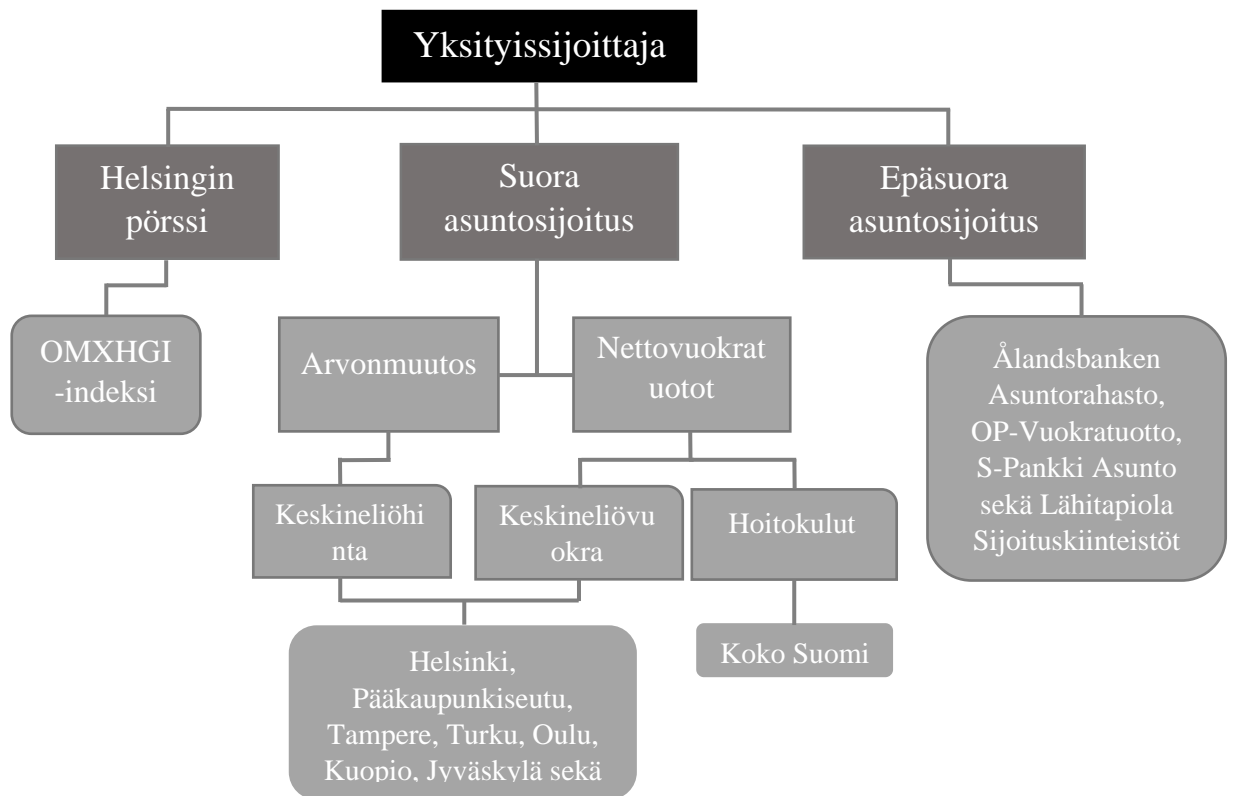 Yksityissijoittaja
Helsingin
pörssi
Suora
asuntosijoitus
Epäsuora
asuntosijoitus
OMXHGI
-indeksi
Arvonmuutos
Nettovuokrat
uotot
Ålandsbanken
Asuntorahasto,
OP-Vuokratuotto,
S-Pankki Asunto
sekä Lähitapiola
Sijoituskiinteistöt
Keskineliöhi
nta
Keskineliövu
okra
Hoitokulut
Helsinki,
Pääkaupunkiseutu,
Tampere, Turku, Oulu,
Kuopio, Jyväskylä sekä
Koko Suomi